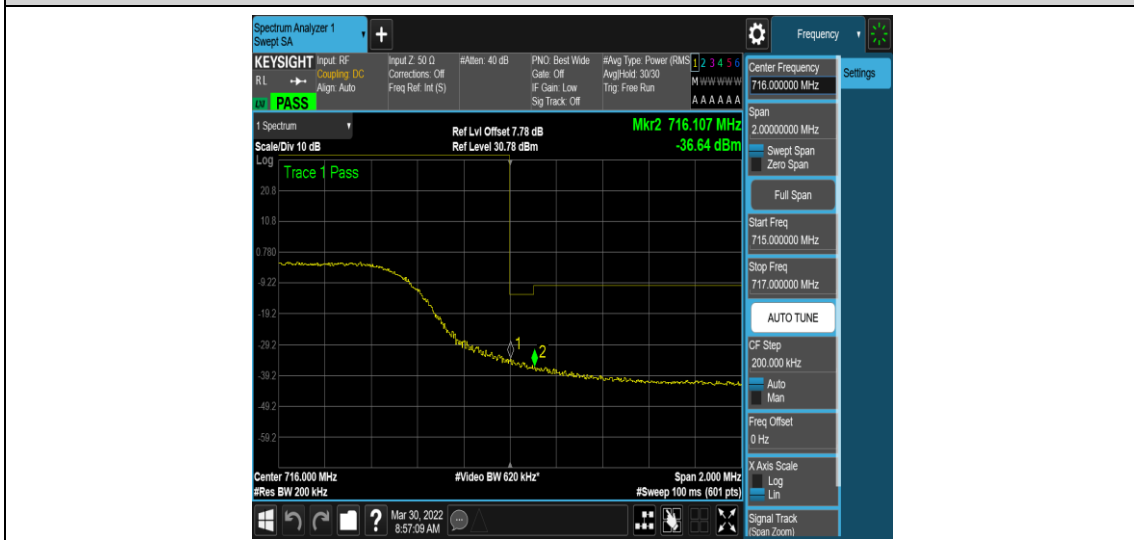 Spectrum Analyzer 1
Swept SA
+
Frequency
KEYSIGHT
RL
LXI
PASS
Input: RF
Coupling: DC
Align: Auto
Input Z: 50 Ω
Corrections: Off
Freq Ref: Int (S)
#Atten: 40 dB
PNO: Best Wide
Gate: Off
IF Gain: Low
Sig Track: Off
#Avg Type: Power (RMS
Avg|Hold: 30/30
Trig: Free Run
1 2 3 4 5 6
M W W W W W
A A A A A A
1 Spectrum
Scale/Div 10 dB
Ref Lvl Offset 7.78 dB
Ref Level 30.78 dBm
Mkr2 716.107 MHz
-36.64 dBm
Log
Trace 1 Pass
20.8
10.8
0.780
-9.22
-19.2
-29.2
-39.2
-49.2
-59.2
1
2
Center 716.000 MHz
#Res BW 200 kHz
#Video BW 620 kHz*
Span 2.000 MHz
#Sweep 100 ms (601 pts)
?
Mar 30, 2022
8:57:09 AM
Center Frequency
716.000000 MHz
Settings
Span
2.00000000 MHz
Swept Span
Zero Span
Full Span
Start Freq
715.000000 MHz
Stop Freq
717.000000 MHz
AUTO TUNE
CF Step
200.000 kHz
Auto
Man
Freq Offset
0 Hz
X Axis Scale
Log
Lin
Signal Track
(Span Zoom)